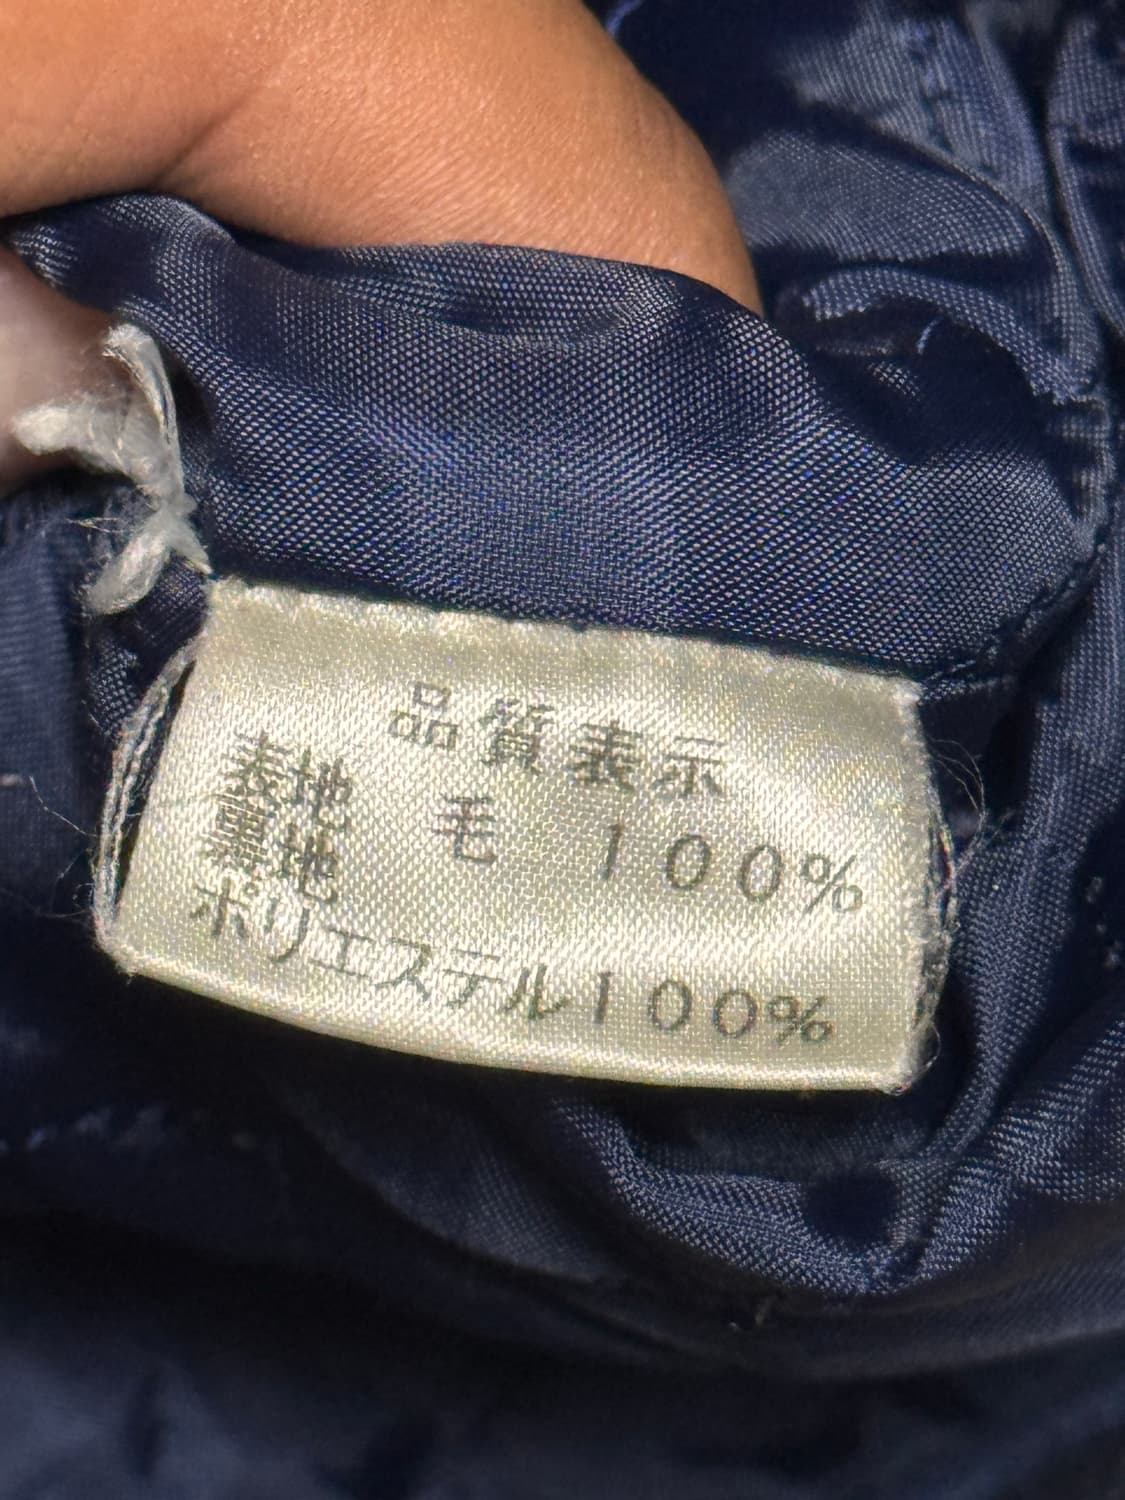 品質表示
表地 毛 100%
裏地
ポリエステル100%